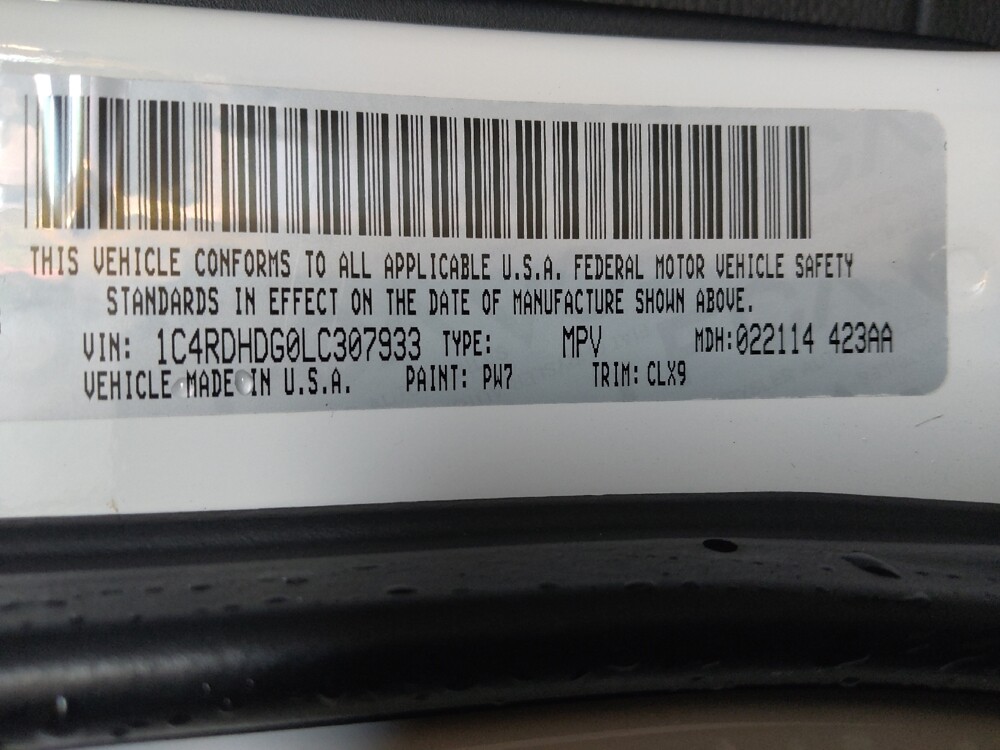 THIS VEHICLE CONFORMS TO ALL APPLICABLE U.S.A. FEDERAL MOTOR VEHICLE SAFETY
STANDARDS IN EFFECT ON THE DATE OF MANUFACTURE SHOWN ABOVE.
VIN: 1C4RDHDG0LC307933 TYPE: MPV MDH:022114 423AA
VEHICLE MADE IN U.S.A. PAINT: PW7 TRIM: CLX9